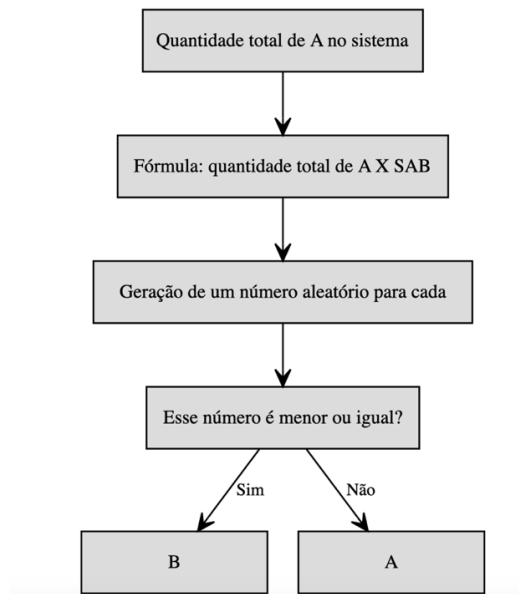 Quantidade total de A no sistema
Fórmula: quantidade total de A X SAB
Geração de um número aleatório para cada
Esse número é menor ou igual?
Sim
Não
B
A